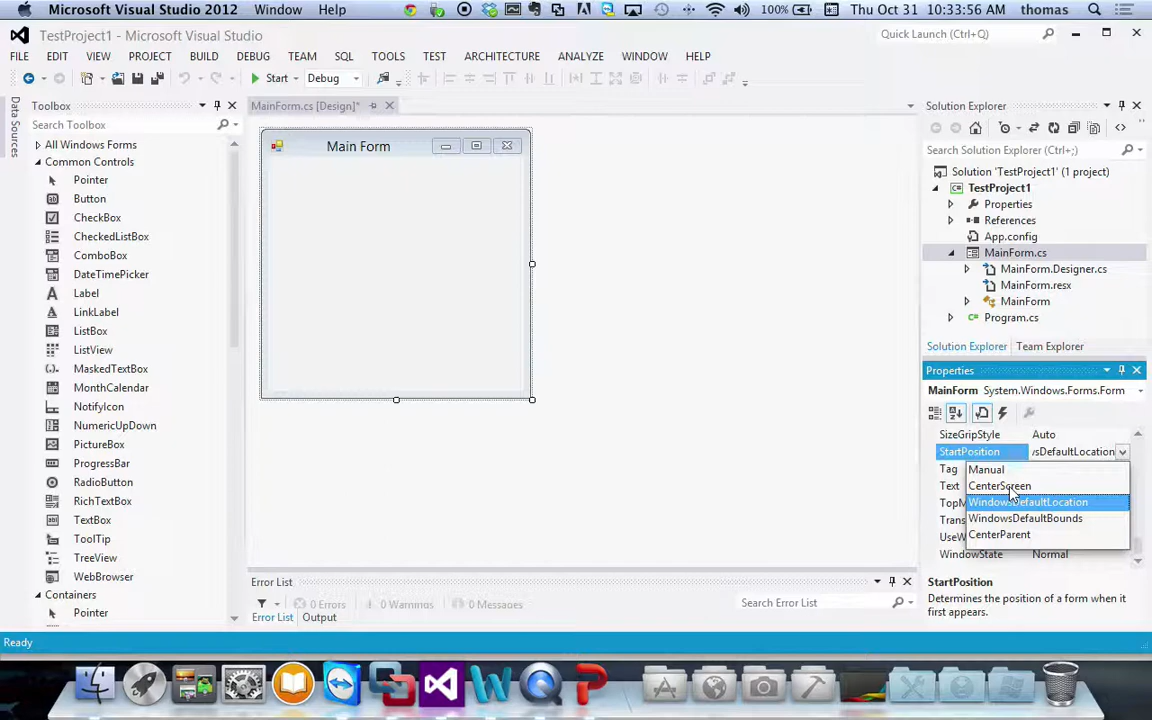 Microsoft Visual Studio 2012 Window Help 100% Thu Oct 31 10:33:56 AM thomas
TestProject1 - Microsoft Visual Studio
Quick Launch (Control+;)
FILE EDIT VIEW PROJECT BUILD DEBUG TEAM SQL TOOLS TEST ARCHITECTURE ANALYZE WINDOW HELP
Start Debug
Data Sources
Toolbox
Search Toolbox
All Windows Forms
Common Controls
Pointer
Button
CheckBox
CheckedListBox
ComboBox
DateTimePicker
Label
LinkLabel
ListBox
ListView
MaskedTextBox
MonthCalendar
NotifyIcon
NumericUpDown
PictureBox
ProgressBar
RadioButton
RichTextBox
TextBox
ToolTip
TreeView
WebBrowser
Containers
Pointer
MainForm.cs [Design]*
Main Form
Error List
0 Errors 0 Warnings 0 Messages
Search Error List
Error List Output
Solution Explorer
Search Solution Explorer (Control+;)
Solution 'TestProject1' (1 project)
TestProject1
Properties
References
App.config
MainForm.cs
MainForm.Designer.cs
MainForm.resx
MainForm
Program.cs
Solution Explorer Team Explorer
Properties
MainForm System.Windows.Forms.Form
SizeGripStyle Auto
StartPosition sDefaultLocation
Tag
Manual
Text
CenterScreen
TopM
WindowsDefaultLocation
Trans
WindowsDefaultBounds
UseW
CenterParent
WindowState Normal
StartPosition
Determines the position of a form when it
first appears.
Ready